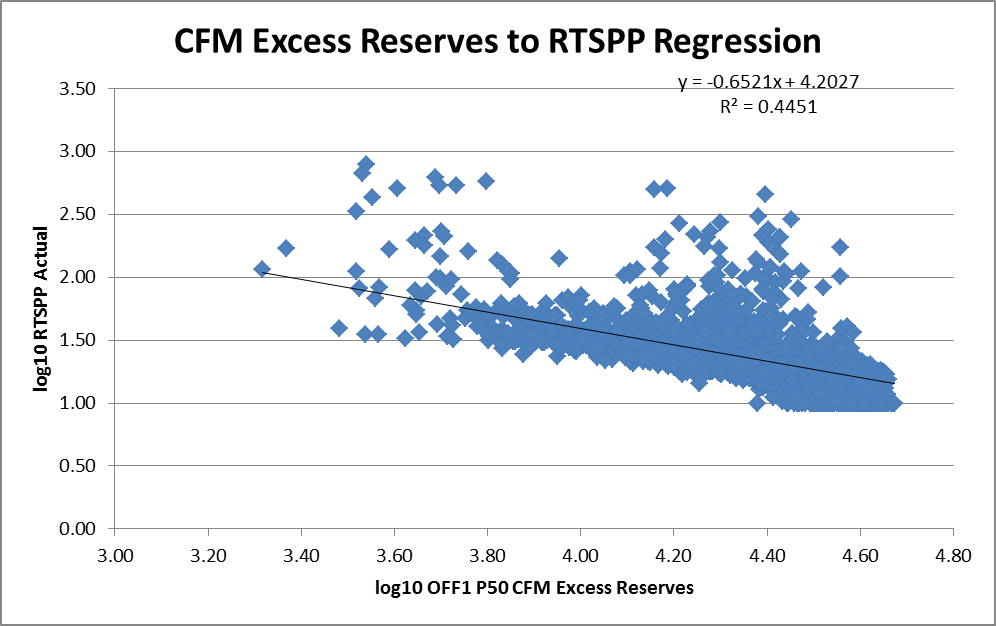 CFM Excess Reserves to RTSPP Regression
y = -0.6521x + 4.2027
R² = 0.4451
3.50
3.00
2.50
2.00
1.50
1.00
0.50
0.00
log10 RTSPP Actual
3.00 3.20 3.40 3.60 3.80 4.00 4.20 4.40 4.60 4.80
log10 OFF1 P50 CFM Excess Reserves